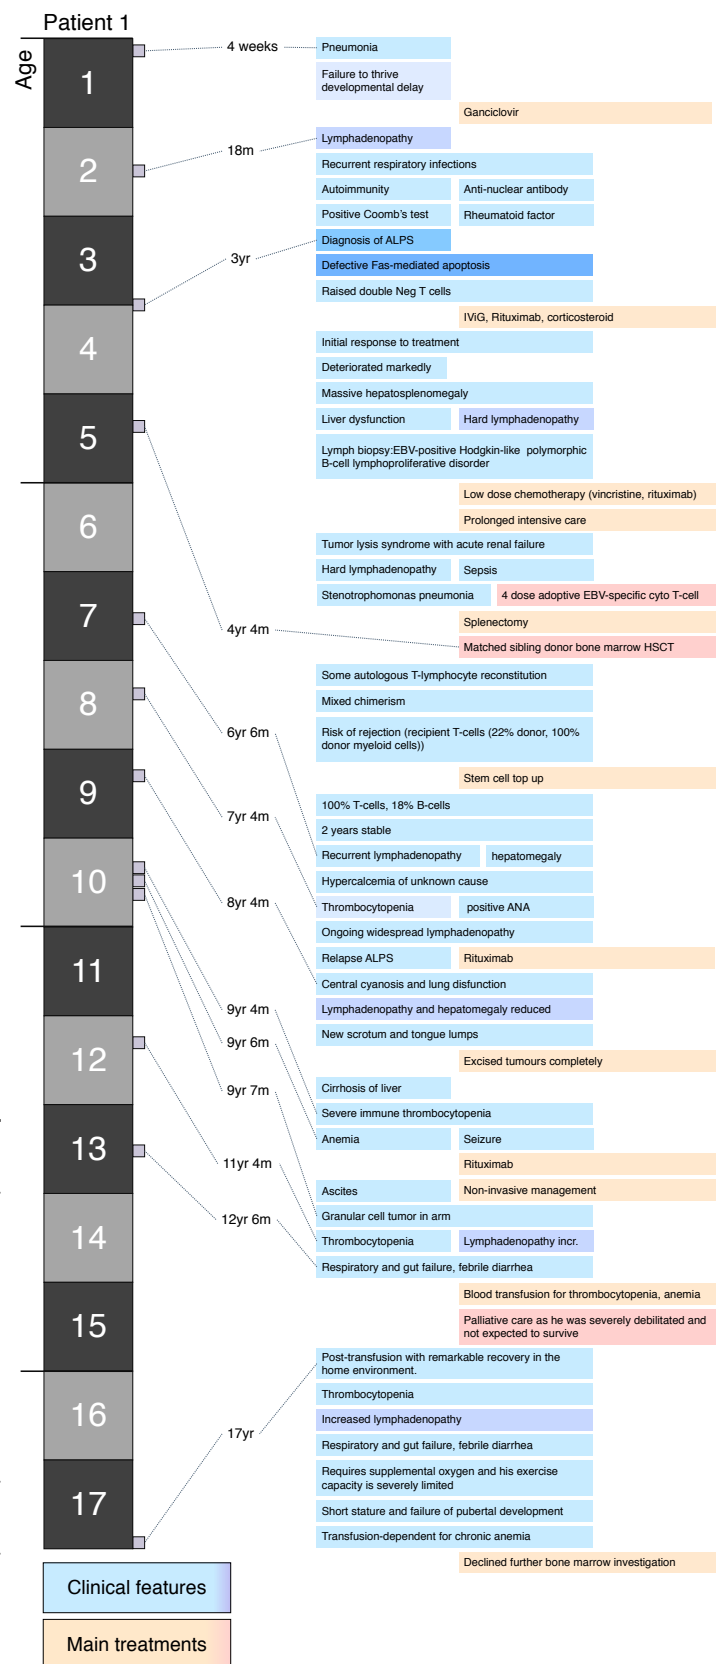 Patient 1
Age
1
2
3
4
5
6
7
8
9
10
11
12
13
14
15
16
17
4 weeks
Pneumonia
Failure to thrive
developmental delay
Ganciclovir
18m
Lymphadenopathy
Recurrent respiratory infections
Autoimmunity
Anti-nuclear antibody
Positive Coomb's test
Rheumatoid factor
3yr
Diagnosis of ALPS
Defective Fas-mediated apoptosis
Raised double Neg T cells
IViG, Rituximab, corticosteroid
Initial response to treatment
Deteriorated markedly
Massive hepatosplenomegaly
Liver dysfunction
Hard lymphadenopathy
Lymph biopsy:EBV-positive Hodgkin-like polymorphic
B-cell lymphoproliferative disorder
Low dose chemotherapy (vincristine, rituximab)
Prolonged intensive care
Tumor lysis syndrome with acute renal failure
Hard lymphadenopathy
Sepsis
Stenotrophomonas pneumonia
4 dose adoptive EBV-specific cyto T-cell
Splenectomy
4yr 4m
Matched sibling donor bone marrow HSCT
Some autologous T-lymphocyte reconstitution
Mixed chimerism
Risk of rejection (recipient T-cells (22% donor, 100%
donor myeloid cells))
Stem cell top up
100% T-cells, 18% B-cells
2 years stable
6yr 6m
Recurrent lymphadenopathy
hepatomegaly
Hypercalcemia of unknown cause
7yr 4m
Thrombocytopenia
positive ANA
Ongoing widespread lymphadenopathy
Relapse ALPS
Rituximab
8yr 4m
Central cyanosis and lung disfunction
Lymphadenopathy and hepatomegaly reduced
New scrotum and tongue lumps
Excised tumours completely
Cirrhosis of liver
9yr 4m
Severe immune thrombocytopenia
9yr 6m
Anemia
Seizure
Rituximab
Ascites
Non-invasive management
9yr 7m
Granular cell tumor in arm
11yr 4m
Thrombocytopenia
Lymphadenopathy incr.
12yr 6m
Respiratory and gut failure, febrile diarrhea
Blood transfusion for thrombocytopenia, anemia
Palliative care as he was severely debilitated and
not expected to survive
17yr
Post-transfusion with remarkable recovery in the
home environment.
Thrombocytopenia
Increased lymphadenopathy
Respiratory and gut failure, febrile diarrhea
Requires supplemental oxygen and his exercise
capacity is severely limited
Short stature and failure of pubertal development
Transfusion-dependent for chronic anemia
Declined further bone marrow investigation
Clinical features
Main treatments